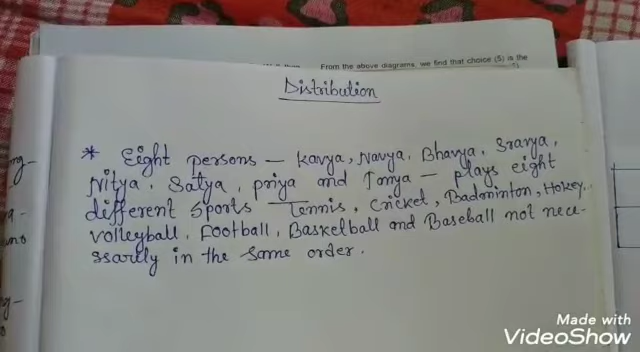 From the above diagrams, we find that choice (5) is the
Distribution
* Eight persons – Kavya, Navya, Bhavya, Sravya,
Nitya, Satya, Priya and Tanya – plays eight
different Sports Tennis, Cricket, Badminton, Hokey,
Volleyball, Football, Basketball and Baseball not nece-
ssarily in the same order.
Made with
VideoShow